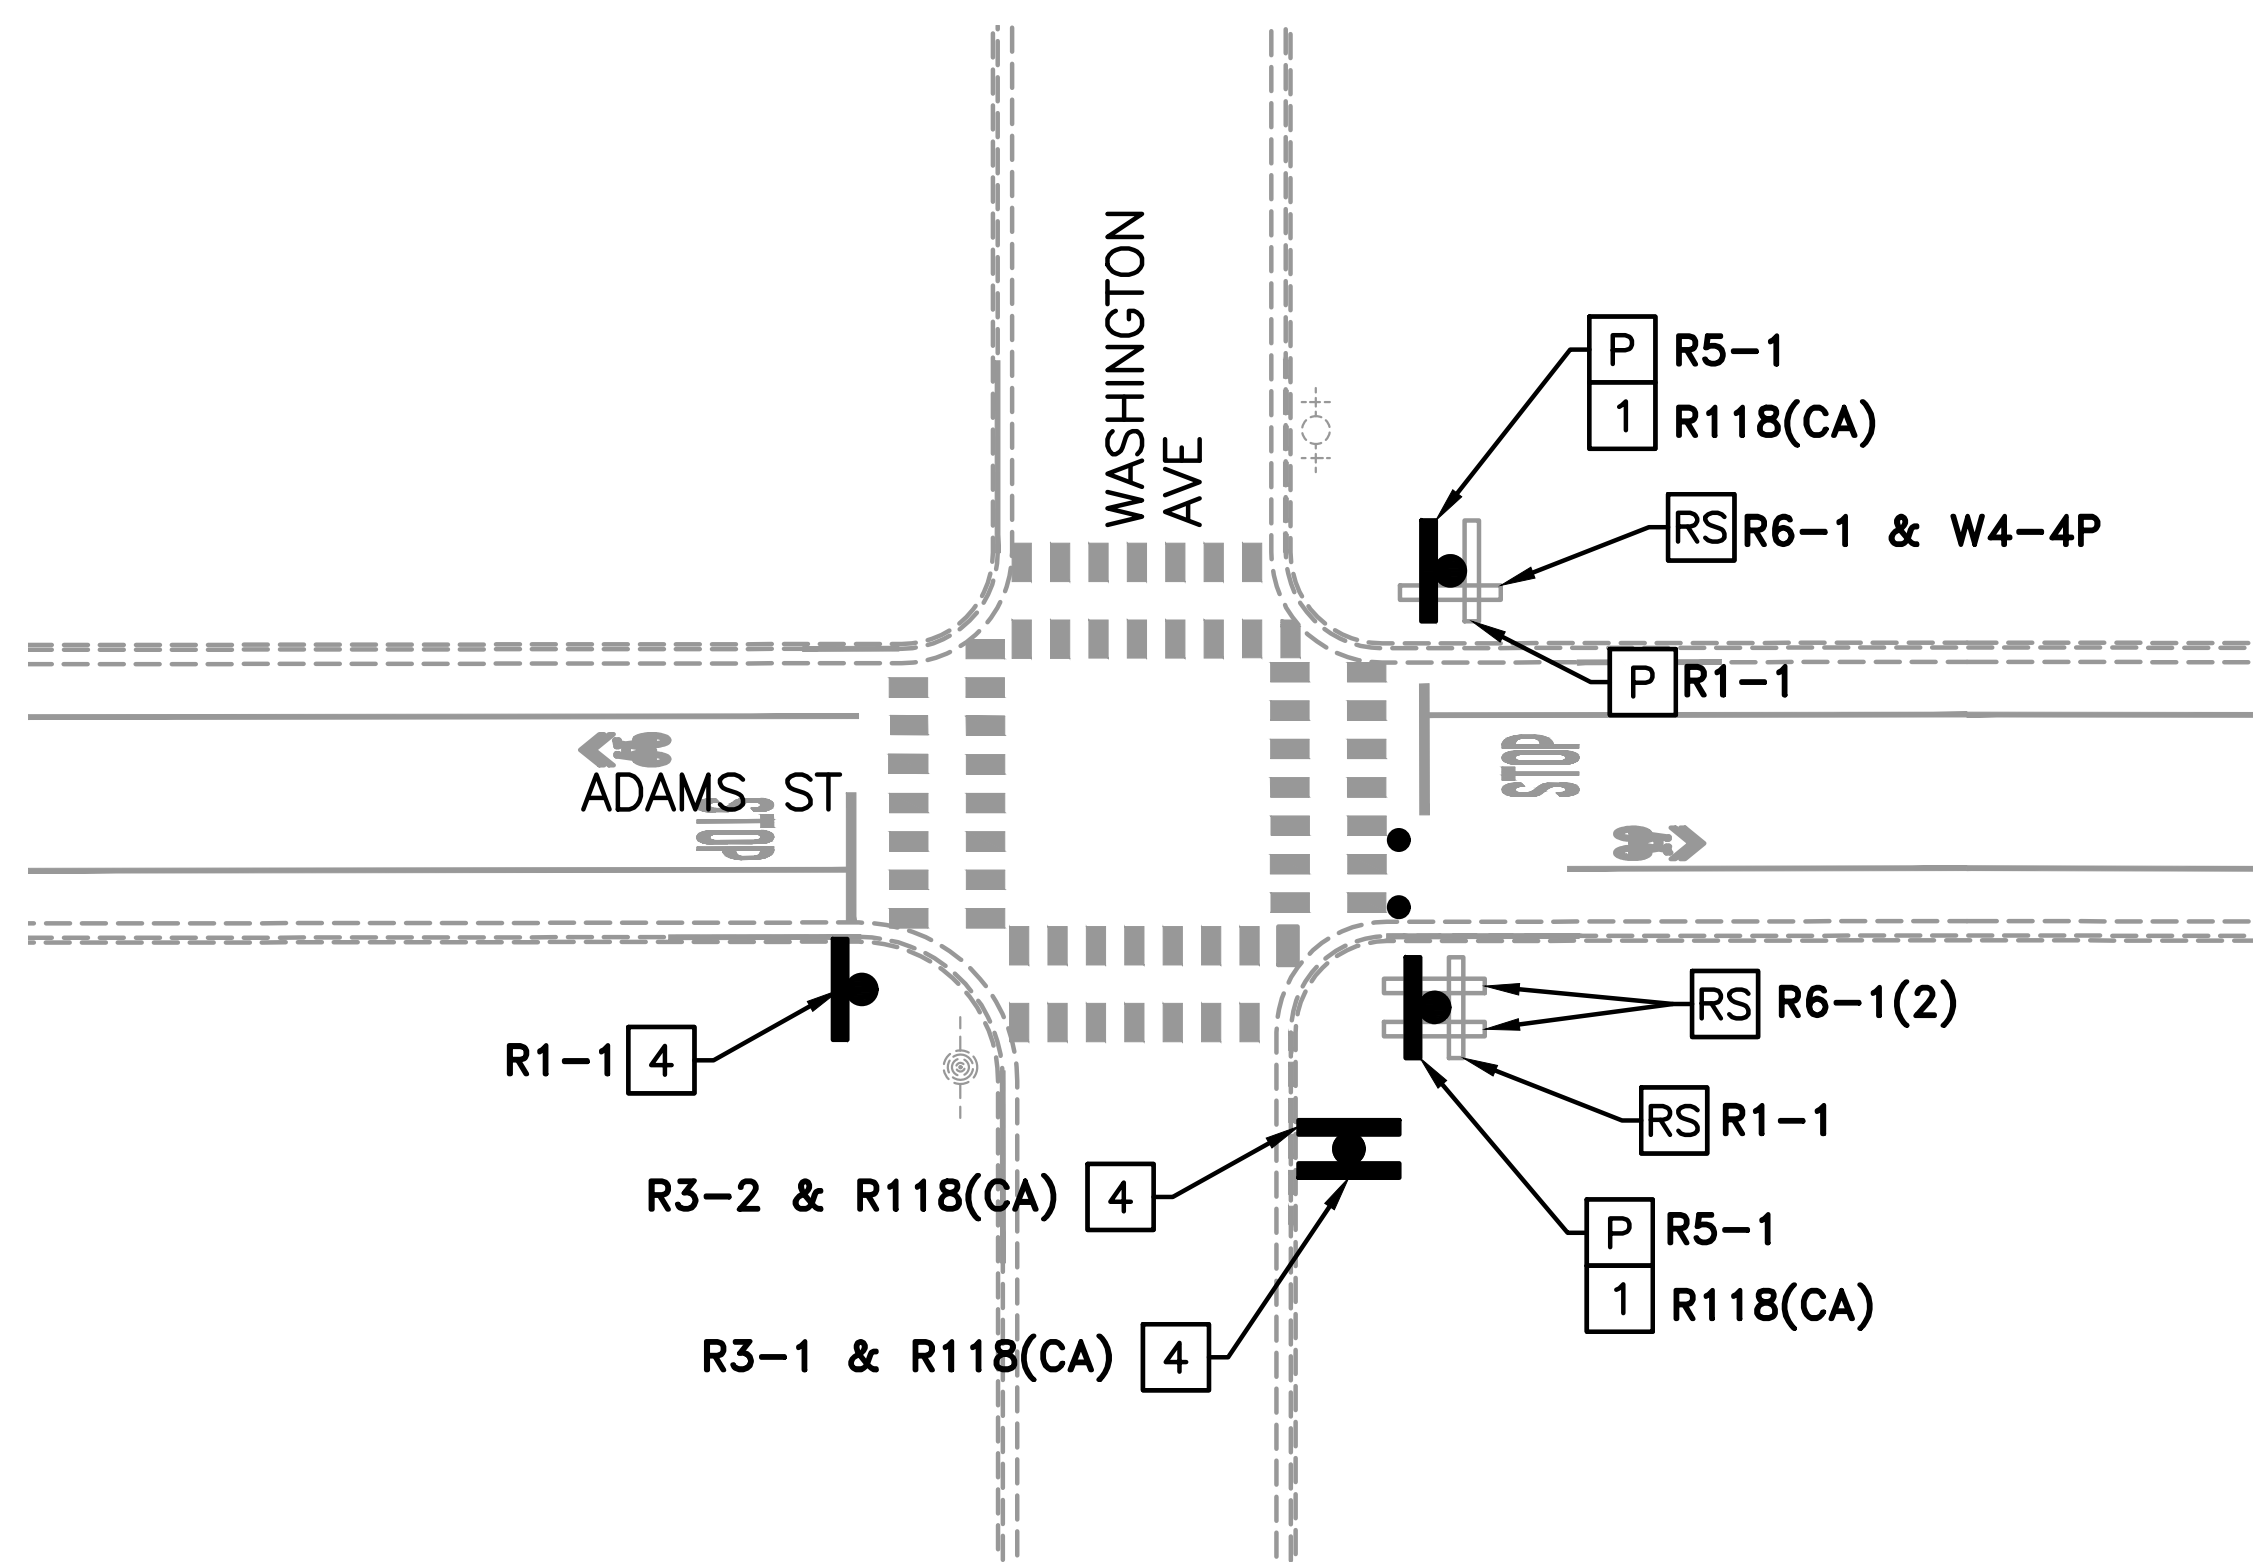 WASHINGTON
AVE
P R5-1
1 R118(CA)
RS R6-1 & W4-4P
P R1-1
STOP
ADAMS ST
STOP
RS R6-1(2)
R1-1 4
RS R1-1
R3-2 & R118(CA) 4
P R5-1
1 R118(CA)
R3-1 & R118(CA) 4